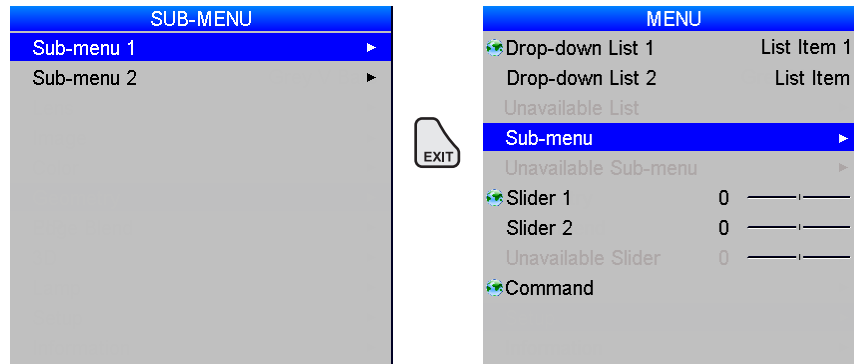 SUB-MENU
Sub-menu 1
Sub-menu 2
EXIT
MENU
Drop-down List 1 List Item 1
Drop-down List 2 List Item
Unavailable List
Sub-menu
Unavailable Sub-menu
Slider 1 0
Slider 2 0
Unavailable Slider 0
Command